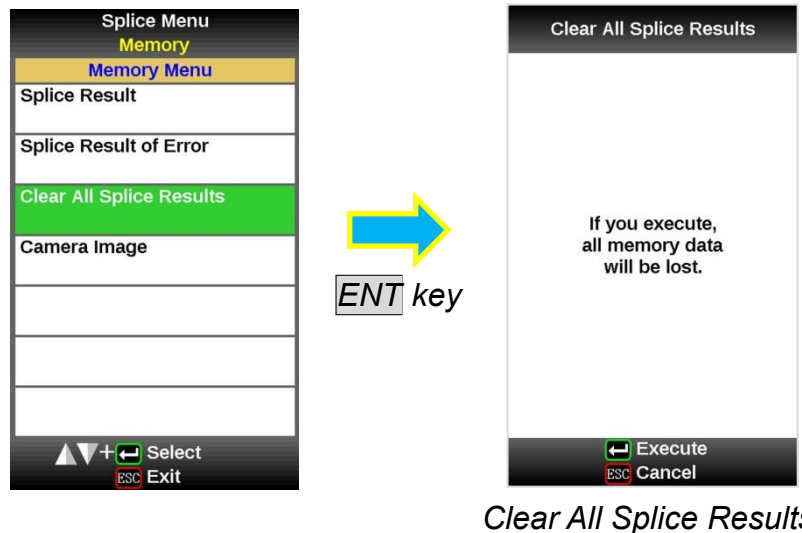 Splice Menu
Memory
Memory Menu
Splice Result
Splice Result of Error
Clear All Splice Results
Camera Image
+ Select
ESC Exit
ENT key
Clear All Splice Results
If you execute,
all memory data
will be lost.
Execute
ESC Cancel
Clear All Splice Results